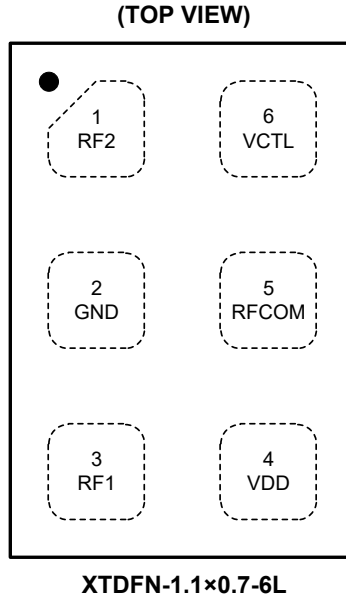 (TOP VIEW)
1
RF2
6
VCTL
2
GND
5
RFCOM
3
RF1
4
VDD
XTDFN-1.1×0.7-6L